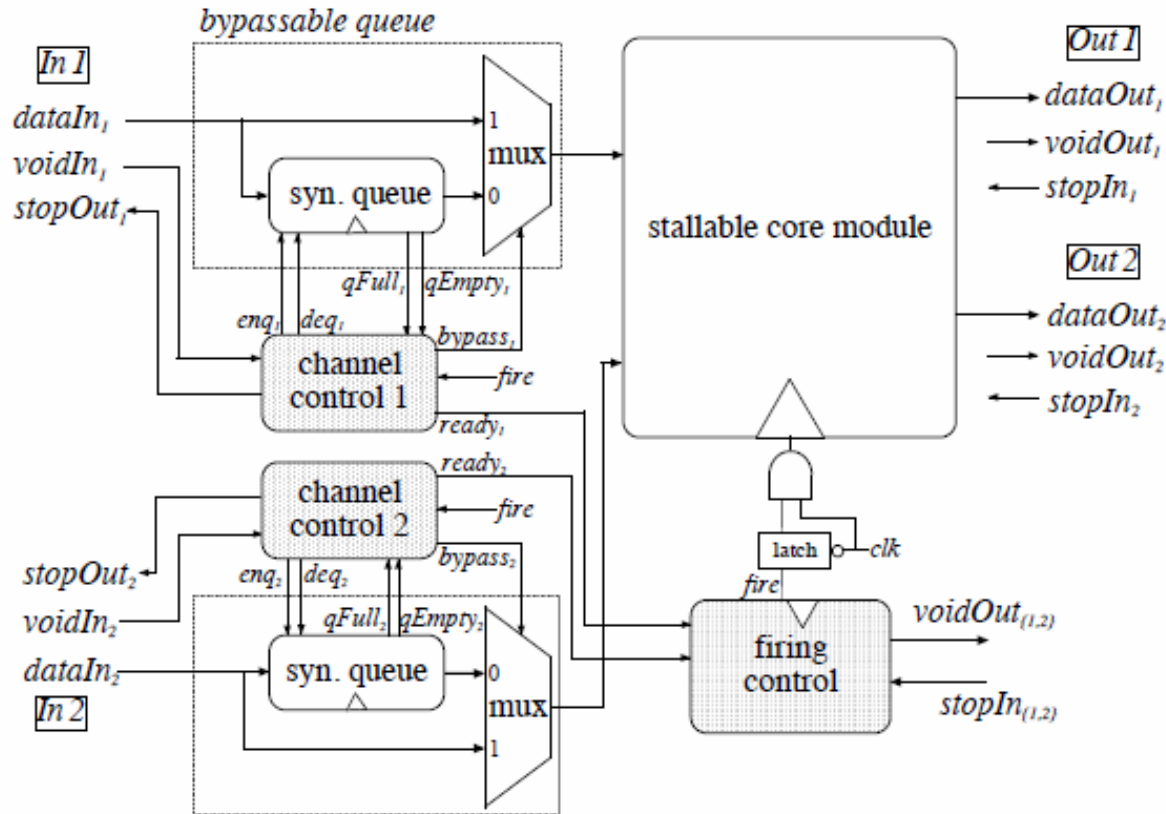 bypassable queue
In 1
dataIn₁
voidIn₁
stopOut₁
1
mux
0
syn. queue
qFull₁ qEmpty₁
enq₁ deq₁
bypass₁
channel
control 1
fire
ready₁
stallable core module
Out 1
dataOut₁
voidOut₁
stopIn₁
Out 2
dataOut₂
voidOut₂
stopIn₂
ready₂
channel
control 2
fire
bypass₂
stopOut₂
enq₂ deq₂
qFull₂ qEmpty₂
voidIn₂
dataIn₂
In 2
syn. queue
0
mux
1
latch
clk
fire
firing
control
voidOut₍₁,₂₎
stopIn₍₁,₂₎